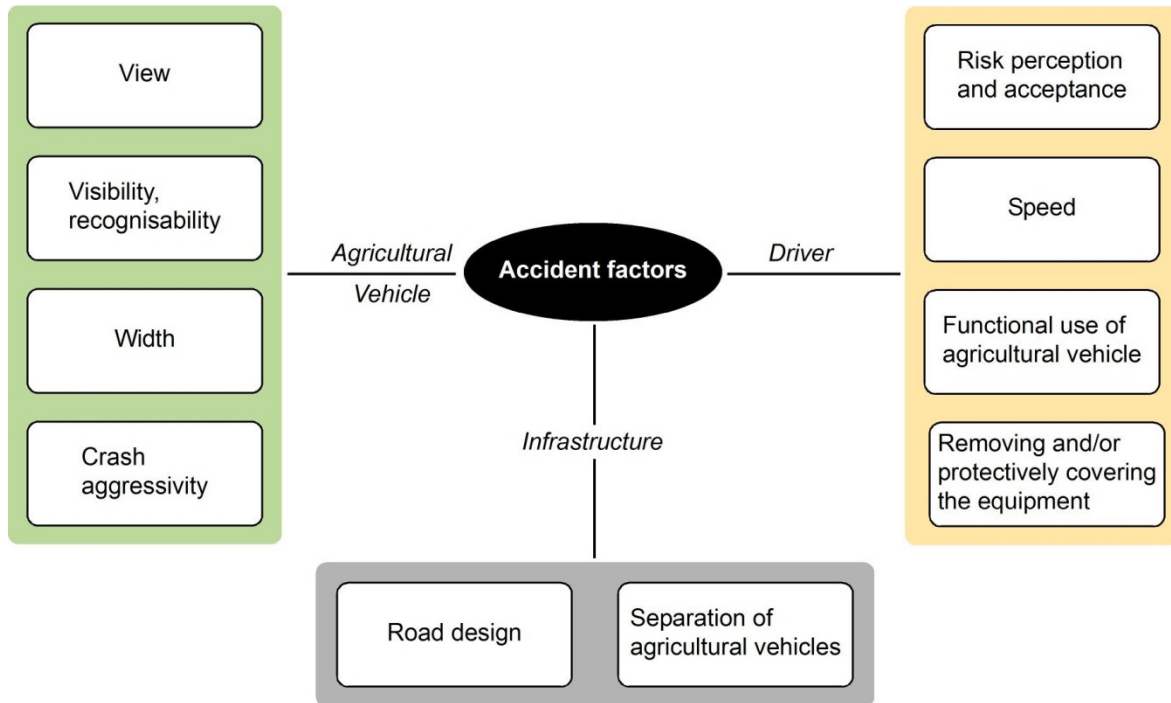 View
Visibility,
recognisability
Width
Crash
aggressivity
Agricultural
Vehicle
Accident factors
Driver
Infrastructure
Risk perception
and acceptance
Speed
Functional use of
agricultural vehicle
Removing and/or
protectively covering
the equipment
Road design
Separation of
agricultural vehicles